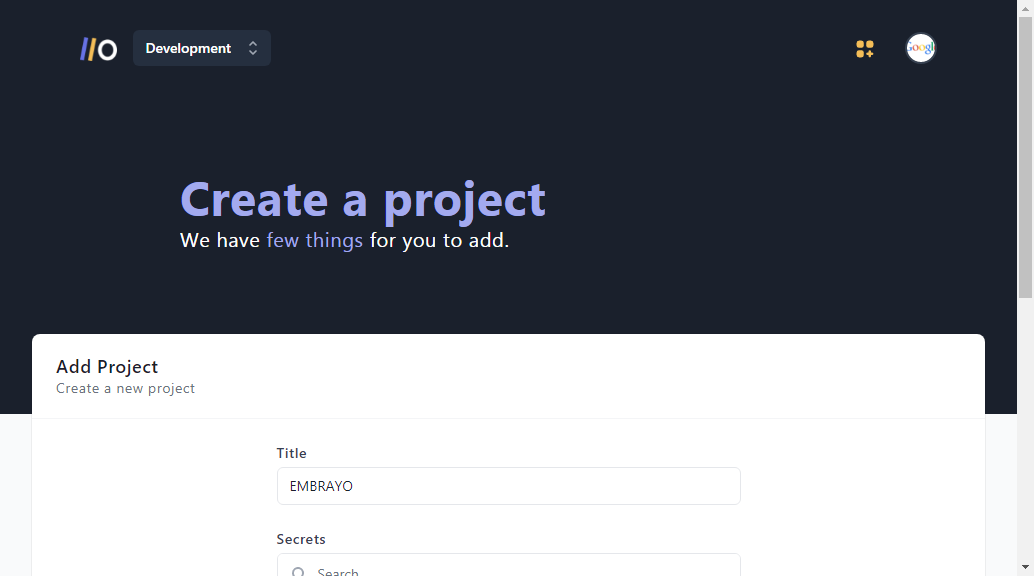 //O
Development
Google
Create a project
We have few things for you to add.
Add Project
Create a new project
Title
EMBRAYO
Secrets
Search